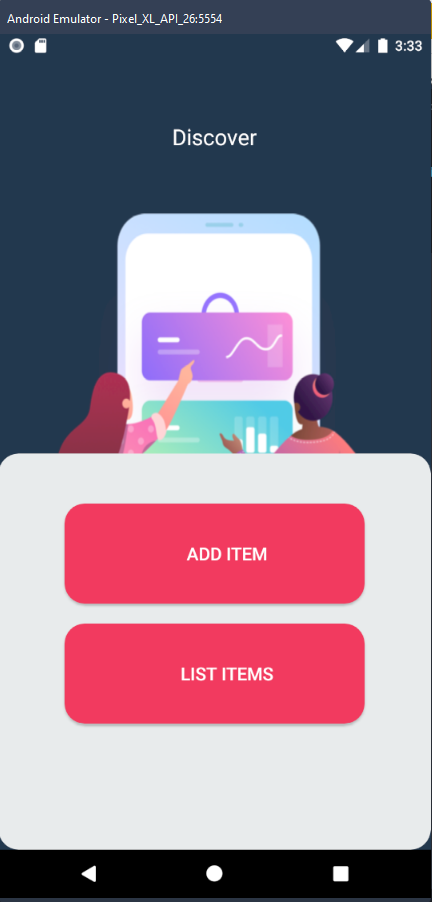 Android Emulator - Pixel_XL_API_26:5554
3:33
Discover
ADD ITEM
LIST ITEMS